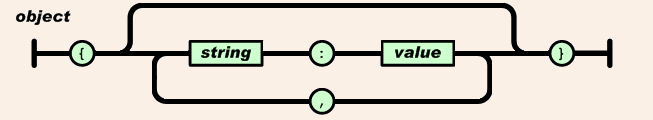 object
{ string : value }
,